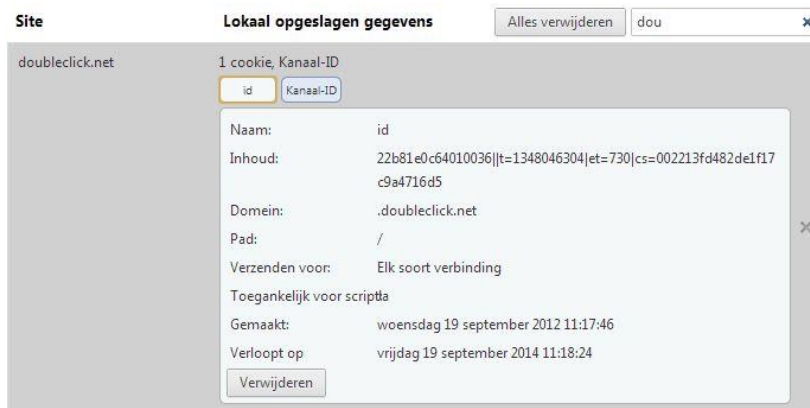 Site Lokaal opgeslagen gegevens Alles verwijderen dou
doubleclick.net 1 cookie, Kanaal-ID
id Kanaal-ID
Naam: id
Inhoud: 22b81e0c64010036||t=1348046304|et=730|cs=002213fd482de1f17
c9a4716d5
Domein: .doubleclick.net
Pad: /
Verzenden voor: Elk soort verbinding
Toegankelijk voor script
Gemaakt: woensdag 19 september 2012 11:17:46
Verloopt op vrijdag 19 september 2014 11:18:24
Verwijderen